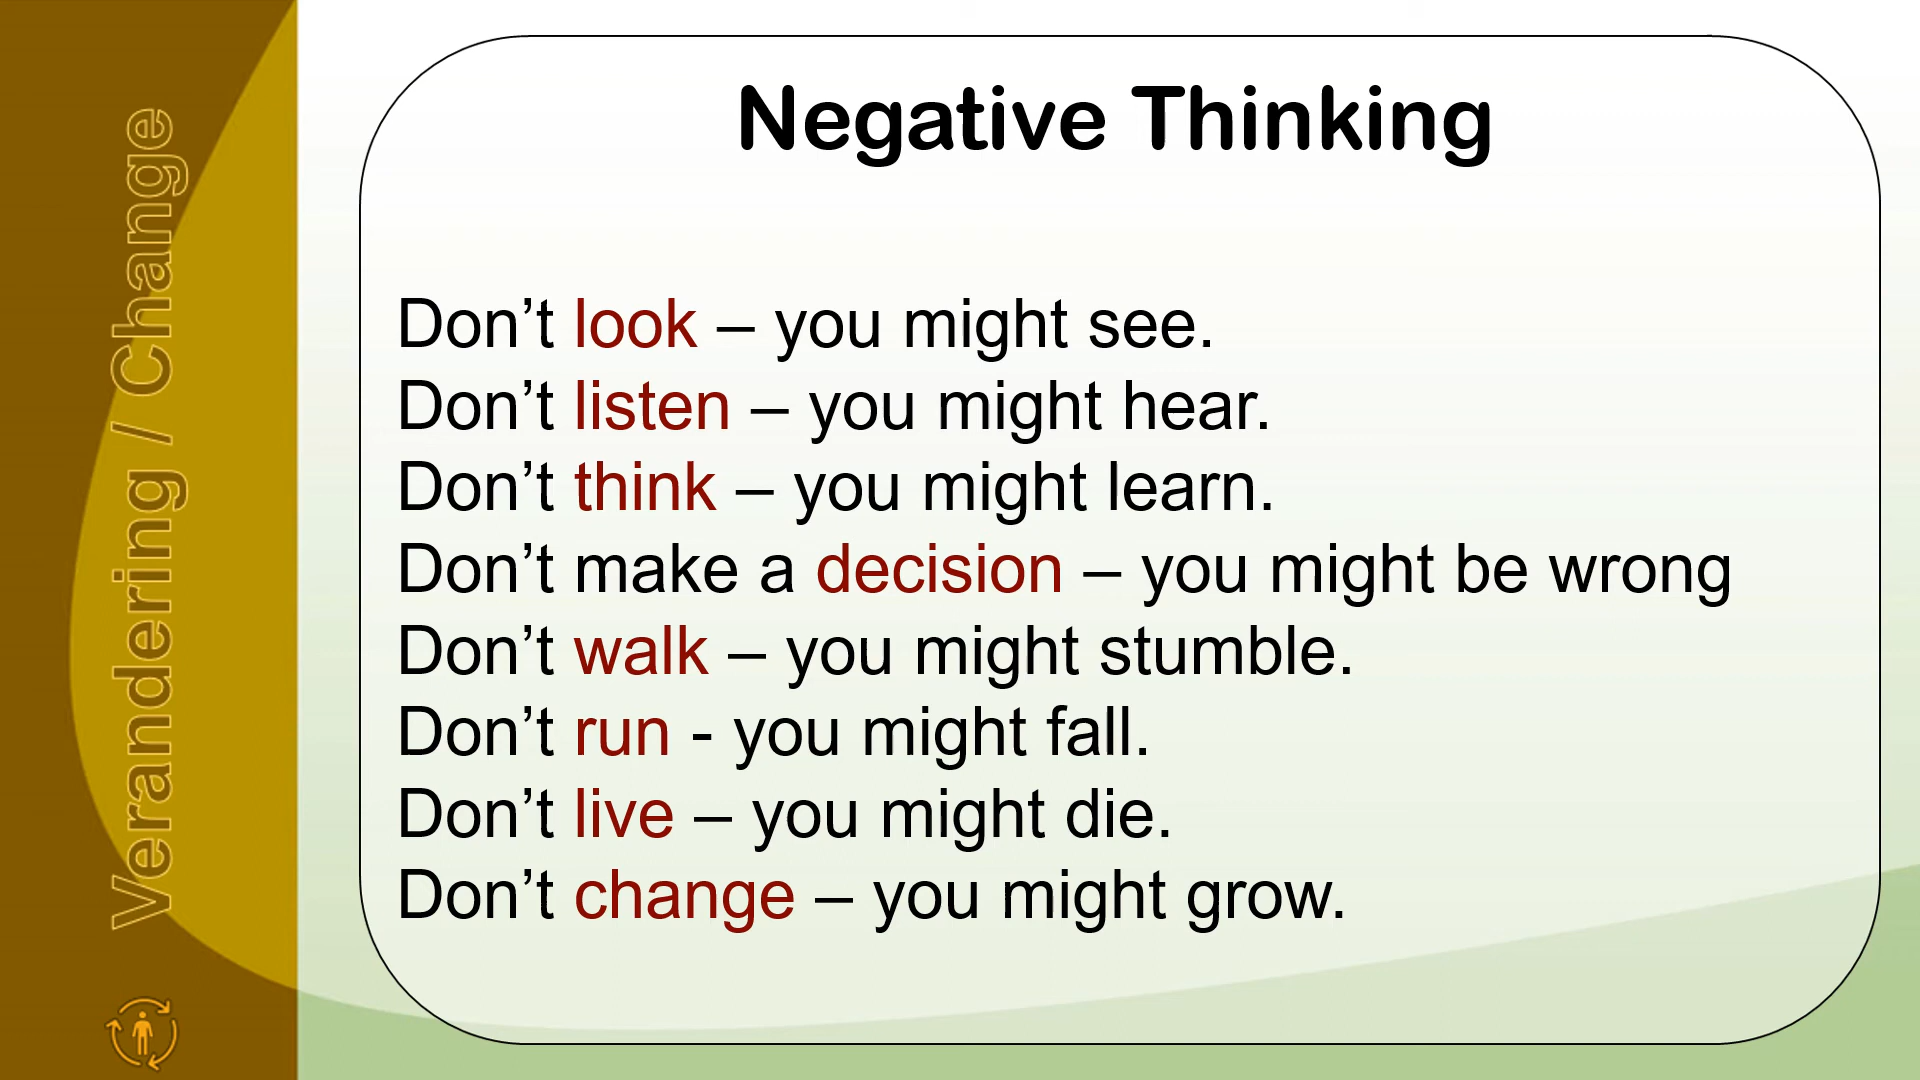 Verandering / Change
Negative Thinking
Don’t look – you might see.
Don’t listen – you might hear.
Don’t think – you might learn.
Don’t make a decision – you might be wrong
Don’t walk – you might stumble.
Don’t run - you might fall.
Don’t live – you might die.
Don’t change – you might grow.